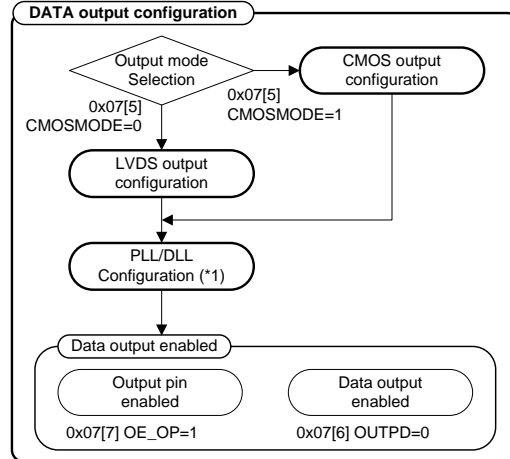 DATA output configuration
Output mode
Selection
CMOS output
configuration
0x07[5]
CMOSMODE=0
0x07[5]
CMOSMODE=1
LVDS output
configuration
PLL/DLL
Configuration (*1)
Data output enabled
Output pin
enabled
Data output
enabled
0x07[7] OE_OP=1
0x07[6] OUTPD=0